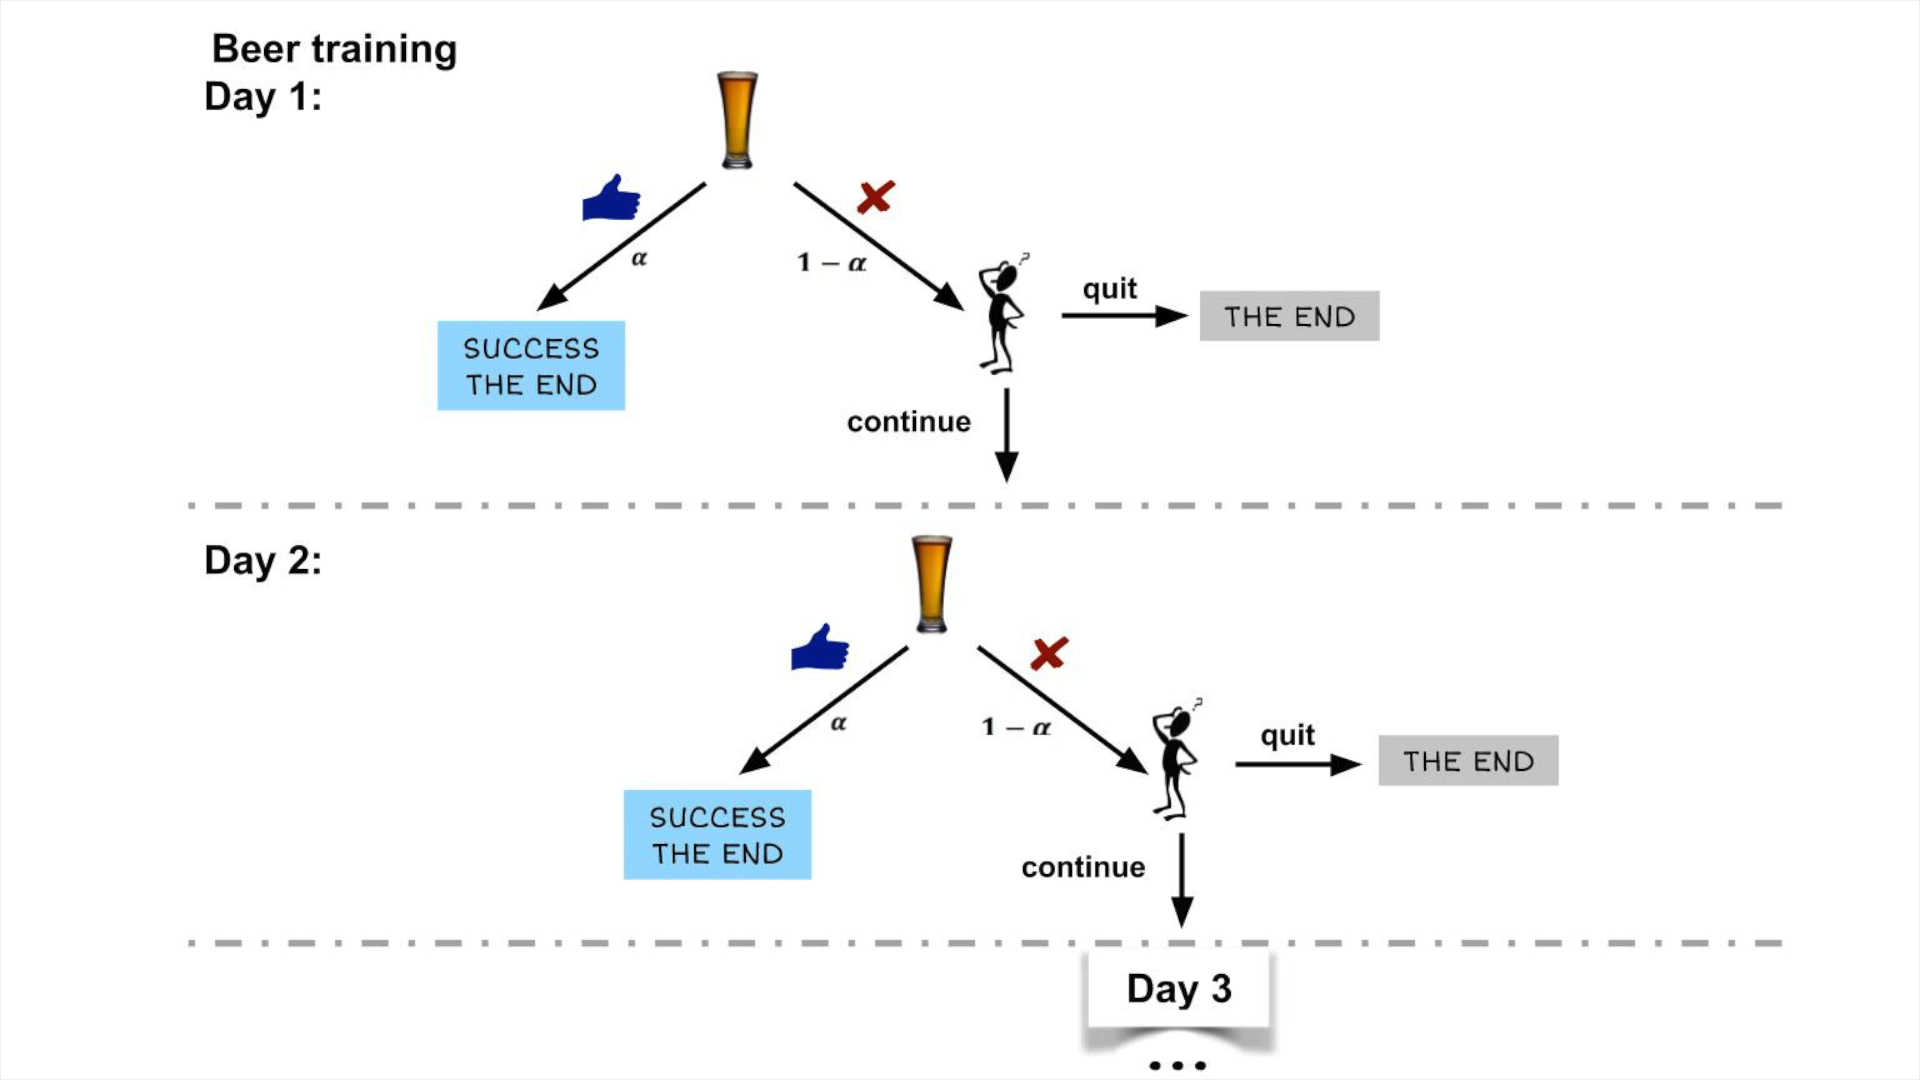 Beer training
Day 1:
α
1 − α
?
quit
THE END
SUCCESS
THE END
continue
Day 2:
α
1 − α
?
quit
THE END
SUCCESS
THE END
continue
Day 3
...